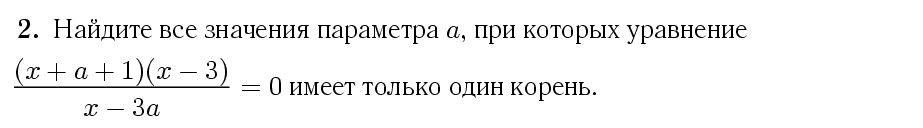 2. Найдите все значения параметра a, при которых уравнение
(x + a + 1)(x − 3)
x − 3a
= 0 имеет только один корень.